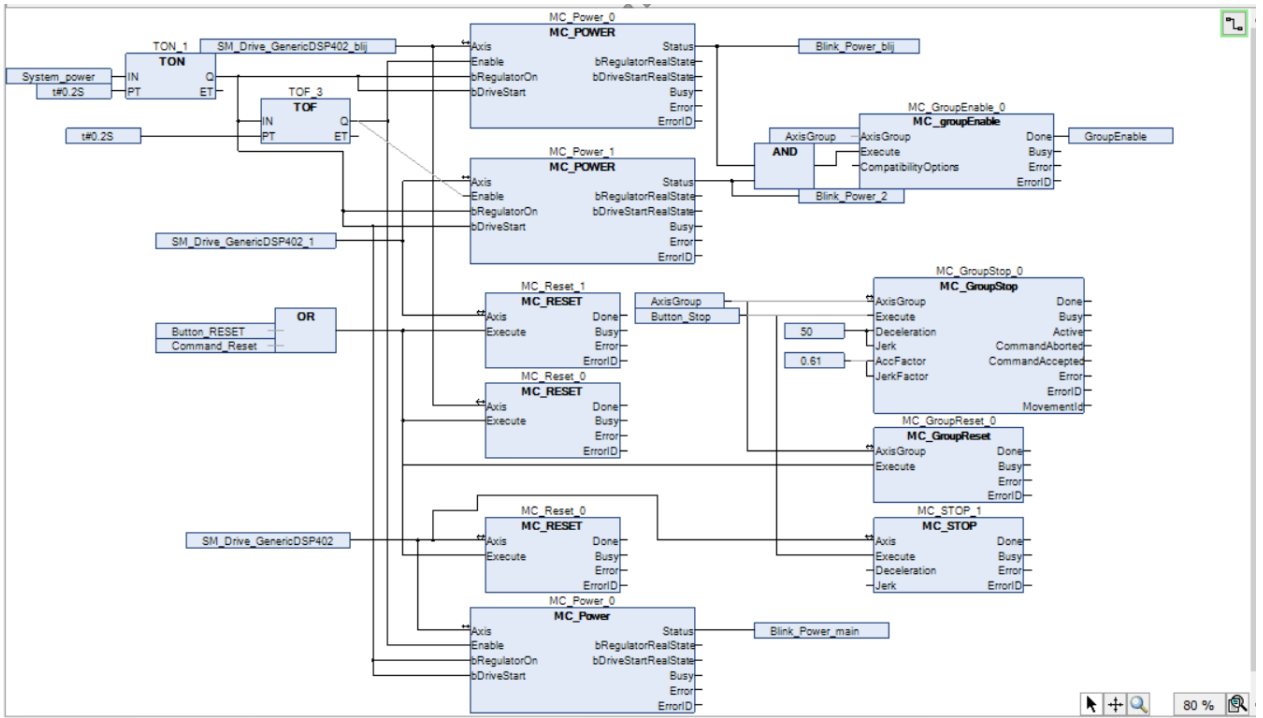 MC_Power_0
MC_POWER
Axis
Enable
bRegulatorOn
bDriveStart
Status
bRegulatorRealState
bDriveStartRealState
Busy
Error
ErrorID
TON_1
TON
IN
PT
Q
ET
SM_Drive_GenericDSP402_blij
System_power
t#0.2S
Blink_Power_blij
TOF_3
TOF
IN
PT
Q
ET
t#0.2S
MC_GroupEnable_0
MC_groupEnable
AxisGroup
AxisGroup
Execute
CompatibilityOptions
Done
Busy
Error
ErrorID
GroupEnable
AND
MC_Power_1
MC_POWER
Axis
Enable
bRegulatorOn
bDriveStart
Status
bRegulatorRealState
bDriveStartRealState
Busy
Error
ErrorID
Blink_Power_2
SM_Drive_GenericDSP402_1
MC_Reset_1
MC_RESET
Axis
Execute
Done
Busy
Error
ErrorID
OR
Button_RESET
Command_Reset
AxisGroup
Button_Stop
50
0.61
MC_GroupStop_0
MC_GroupStop
AxisGroup
Execute
Deceleration
Jerk
AccFactor
JerkFactor
Done
Busy
Active
CommandAborted
CommandAccepted
Error
ErrorID
MovementId
MC_Reset_0
MC_RESET
Axis
Execute
Done
Busy
Error
ErrorID
MC_GroupReset_0
MC_GroupReset
AxisGroup
Execute
Done
Busy
Error
ErrorID
SM_Drive_GenericDSP402
MC_Reset_0
MC_RESET
Axis
Execute
Done
Busy
Error
ErrorID
MC_STOP_1
MC_STOP
Axis
Execute
Deceleration
Jerk
Done
Busy
Error
ErrorID
MC_Power_0
MC_Power
Axis
Enable
bRegulatorOn
bDriveStart
Status
bRegulatorRealState
bDriveStartRealState
Busy
Error
ErrorID
Blink_Power_main
80 %